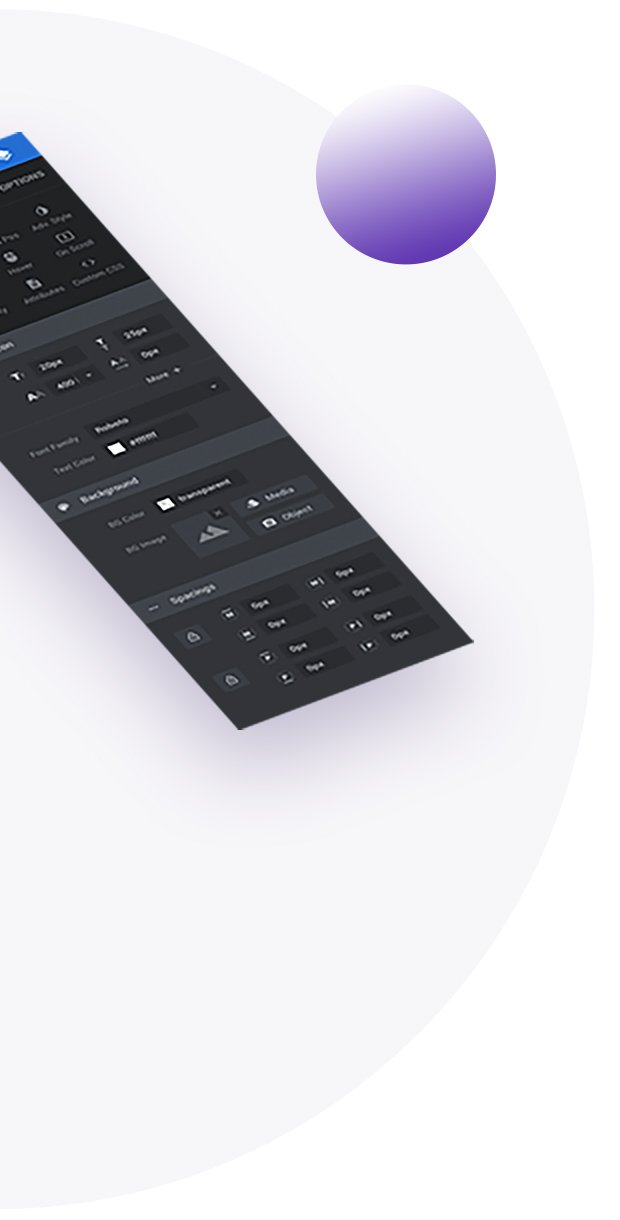 OPTIONS
Adv. Style
Hover
On Scroll
Attributes
Custom CSS
20px
25px
400
0px
More +
Font Family
Roboto
Text Color
#ffffff
Background
BG Color
transparent
BG Image
Media
Object
Spacings
0px
0px
0px
0px
0px
0px
0px
0px